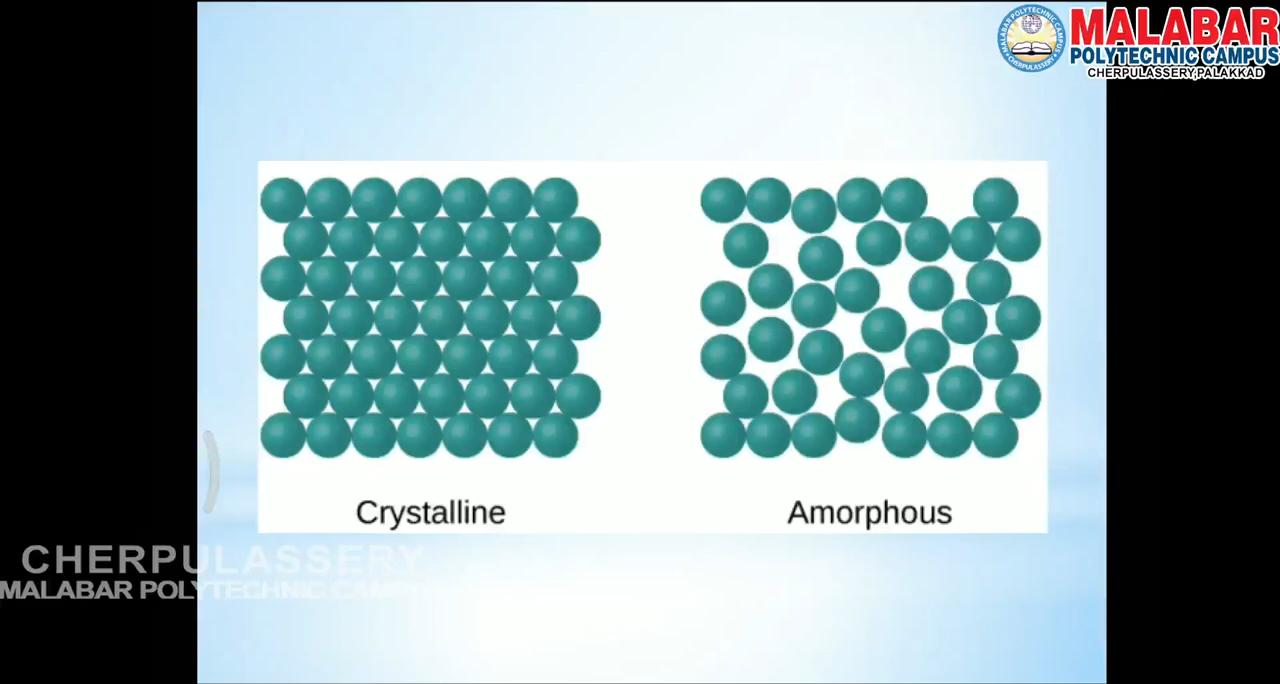 MALABAR
POLYTECHNIC CAMPUS
CHERPULASSERY,PALAKKAD
Crystalline
Amorphous
CHERPULASSERY
MALABAR POLYTECHNIC CAMPUS